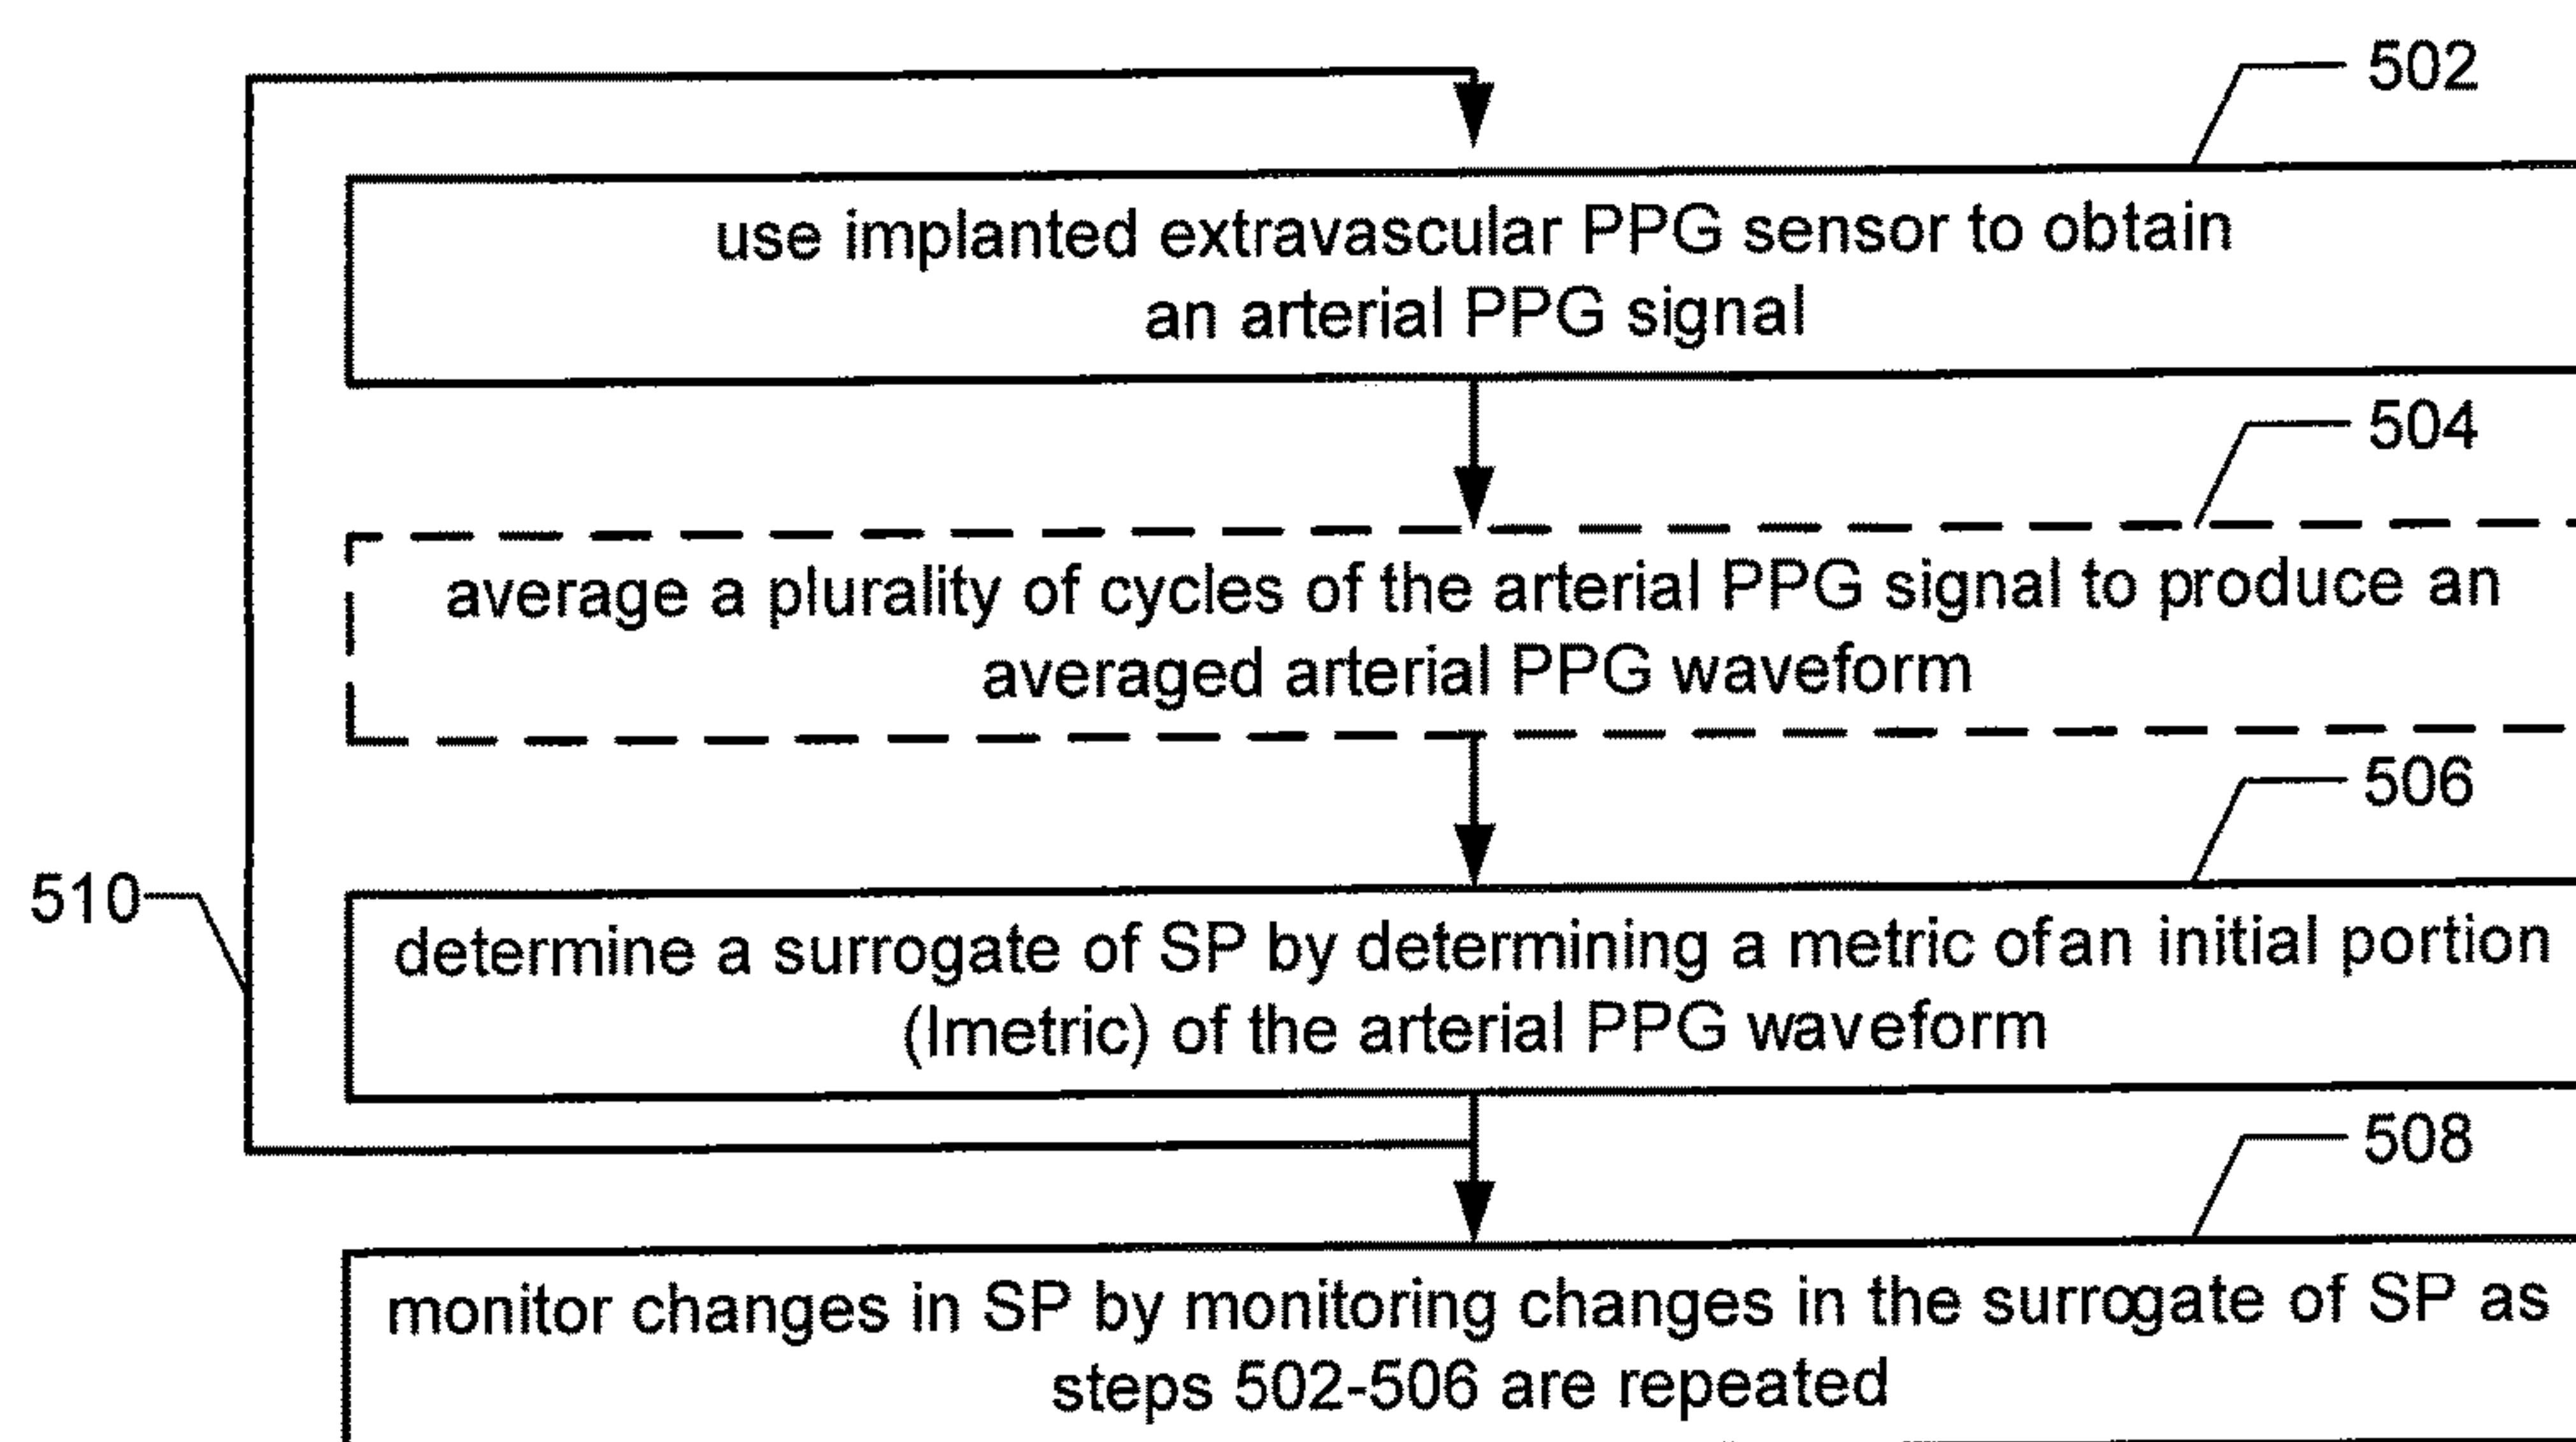 502
use implanted extravascular PPG sensor to obtain
an arterial PPG signal
504
average a plurality of cycles of the arterial PPG signal to produce an
averaged arterial PPG waveform
506
510
determine a surrogate of SP by determining a metric of an initial portion
(Imetric) of the arterial PPG waveform
508
monitor changes in SP by monitoring changes in the surrogate of SP as
steps 502-506 are repeated